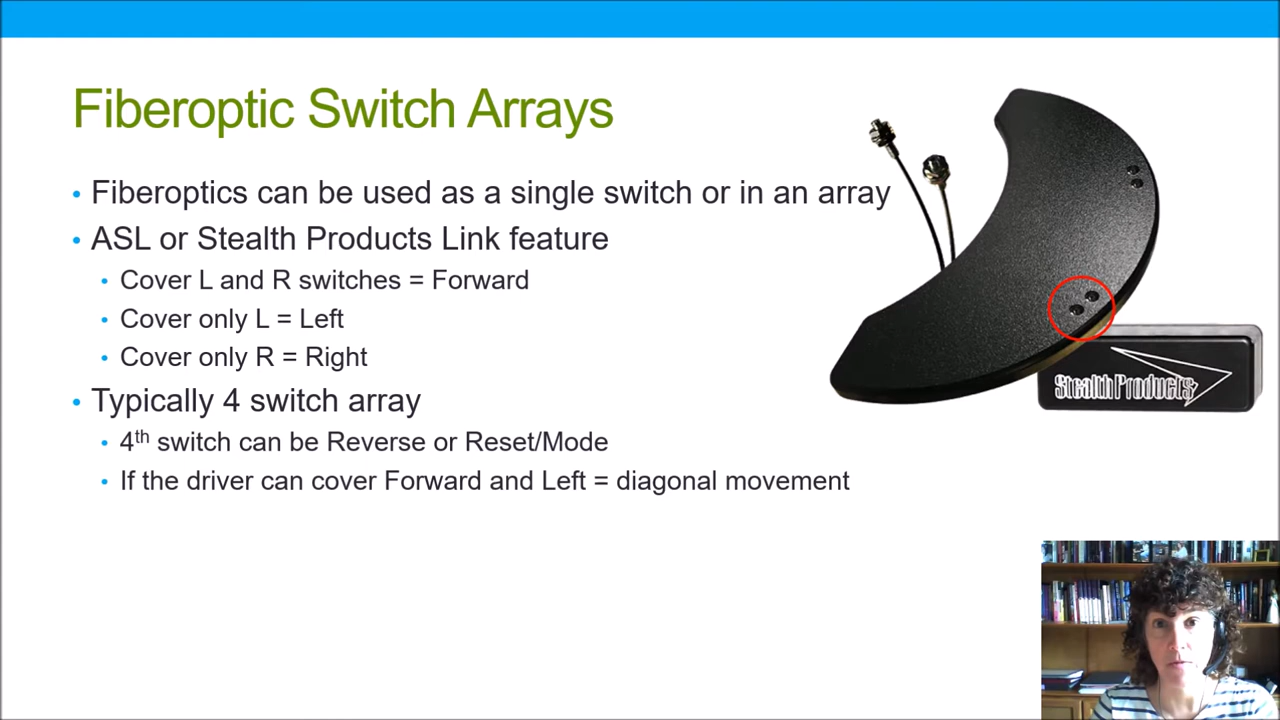 Fiberoptic Switch Arrays
• Fiberoptics can be used as a single switch or in an array
• ASL or Stealth Products Link feature
• Cover L and R switches = Forward
• Cover only L = Left
• Cover only R = Right
• Typically 4 switch array
• 4th switch can be Reverse or Reset/Mode
• If the driver can cover Forward and Left = diagonal movement
Stealth Products